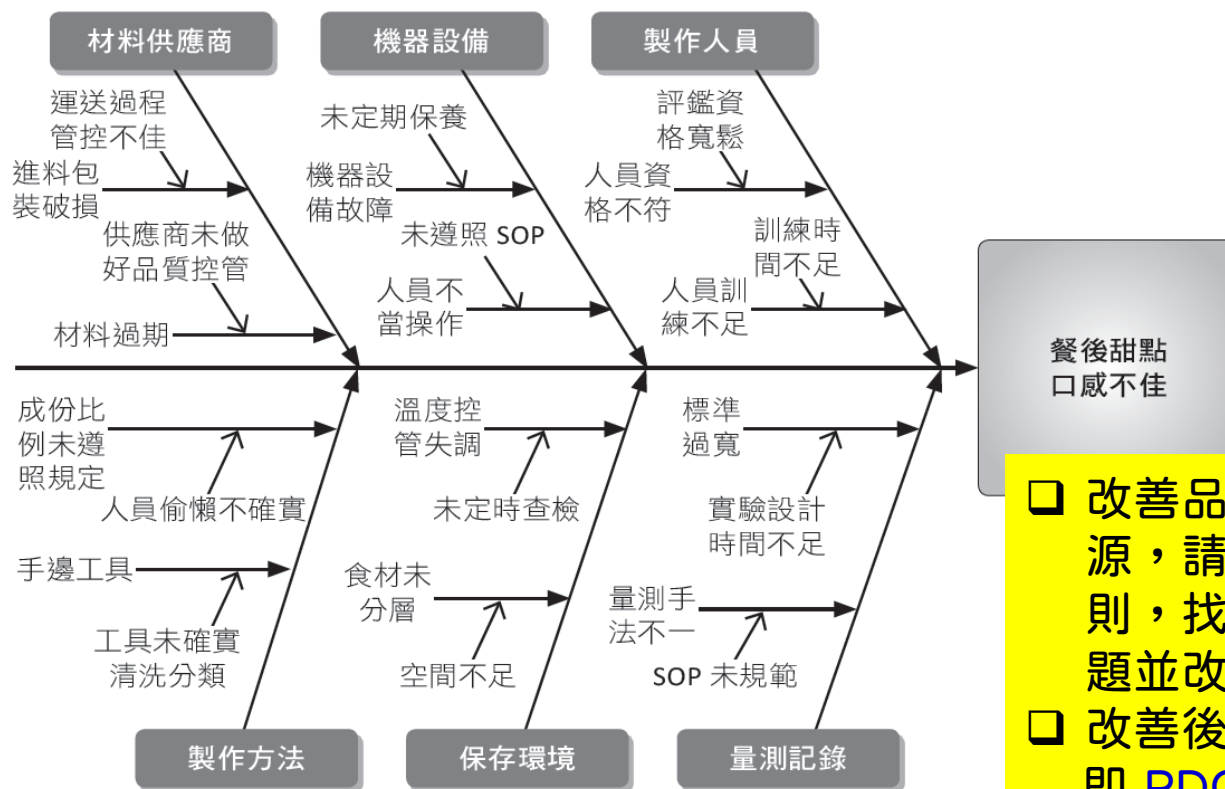 材料供應商
機器設備
製作人員
運送過程
管控不佳
進料包
裝破損
供應商未做
好品質控管
材料過期
未定期保養
機器設
備故障
未遵照 SOP
人員不
當操作
評鑑資
格寬鬆
人員資
格不符
訓練時
間不足
人員訓
練不足
餐後甜點
口感不佳
成份比
例未遵
照規定
人員偷懶不確實
手邊工具
工具未確實
清洗分類
溫度控
管失調
未定時查檢
食材未
分層
空間不足
標準
過寬
實驗設計
時間不足
量測手
法不一
SOP 未規範
製作方法
保存環境
量測記錄
改善品
源，請
則，找
題並改
改善後
即